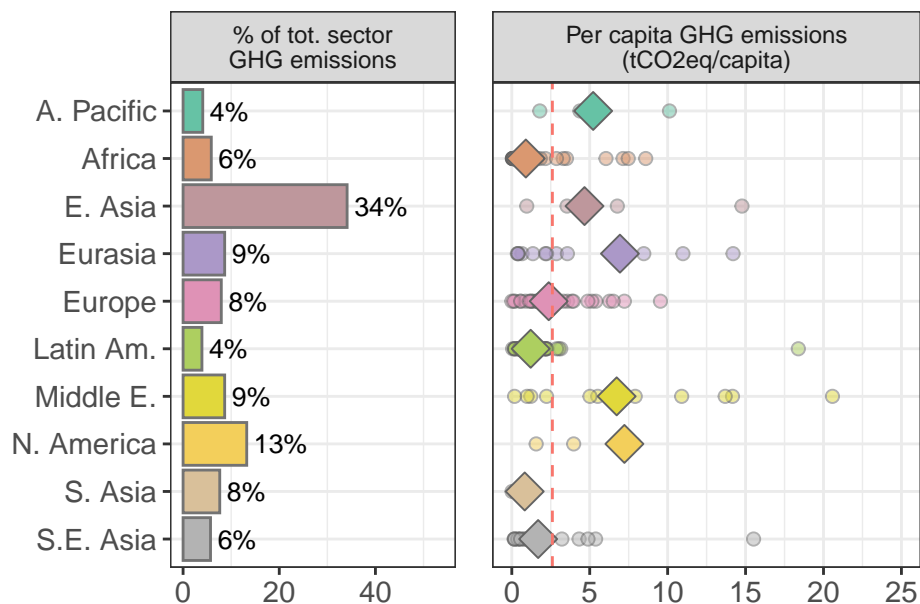 % of tot. sector
GHG emissions
Per capita GHG emissions
(tCO2eq/capita)
A. Pacific
4%
Africa
6%
E. Asia
34%
Eurasia
9%
Europe
8%
Latin Am.
4%
Middle E.
9%
N. America
13%
S. Asia
8%
S.E. Asia
6%
0 20 40
0 5 10 15 20 25